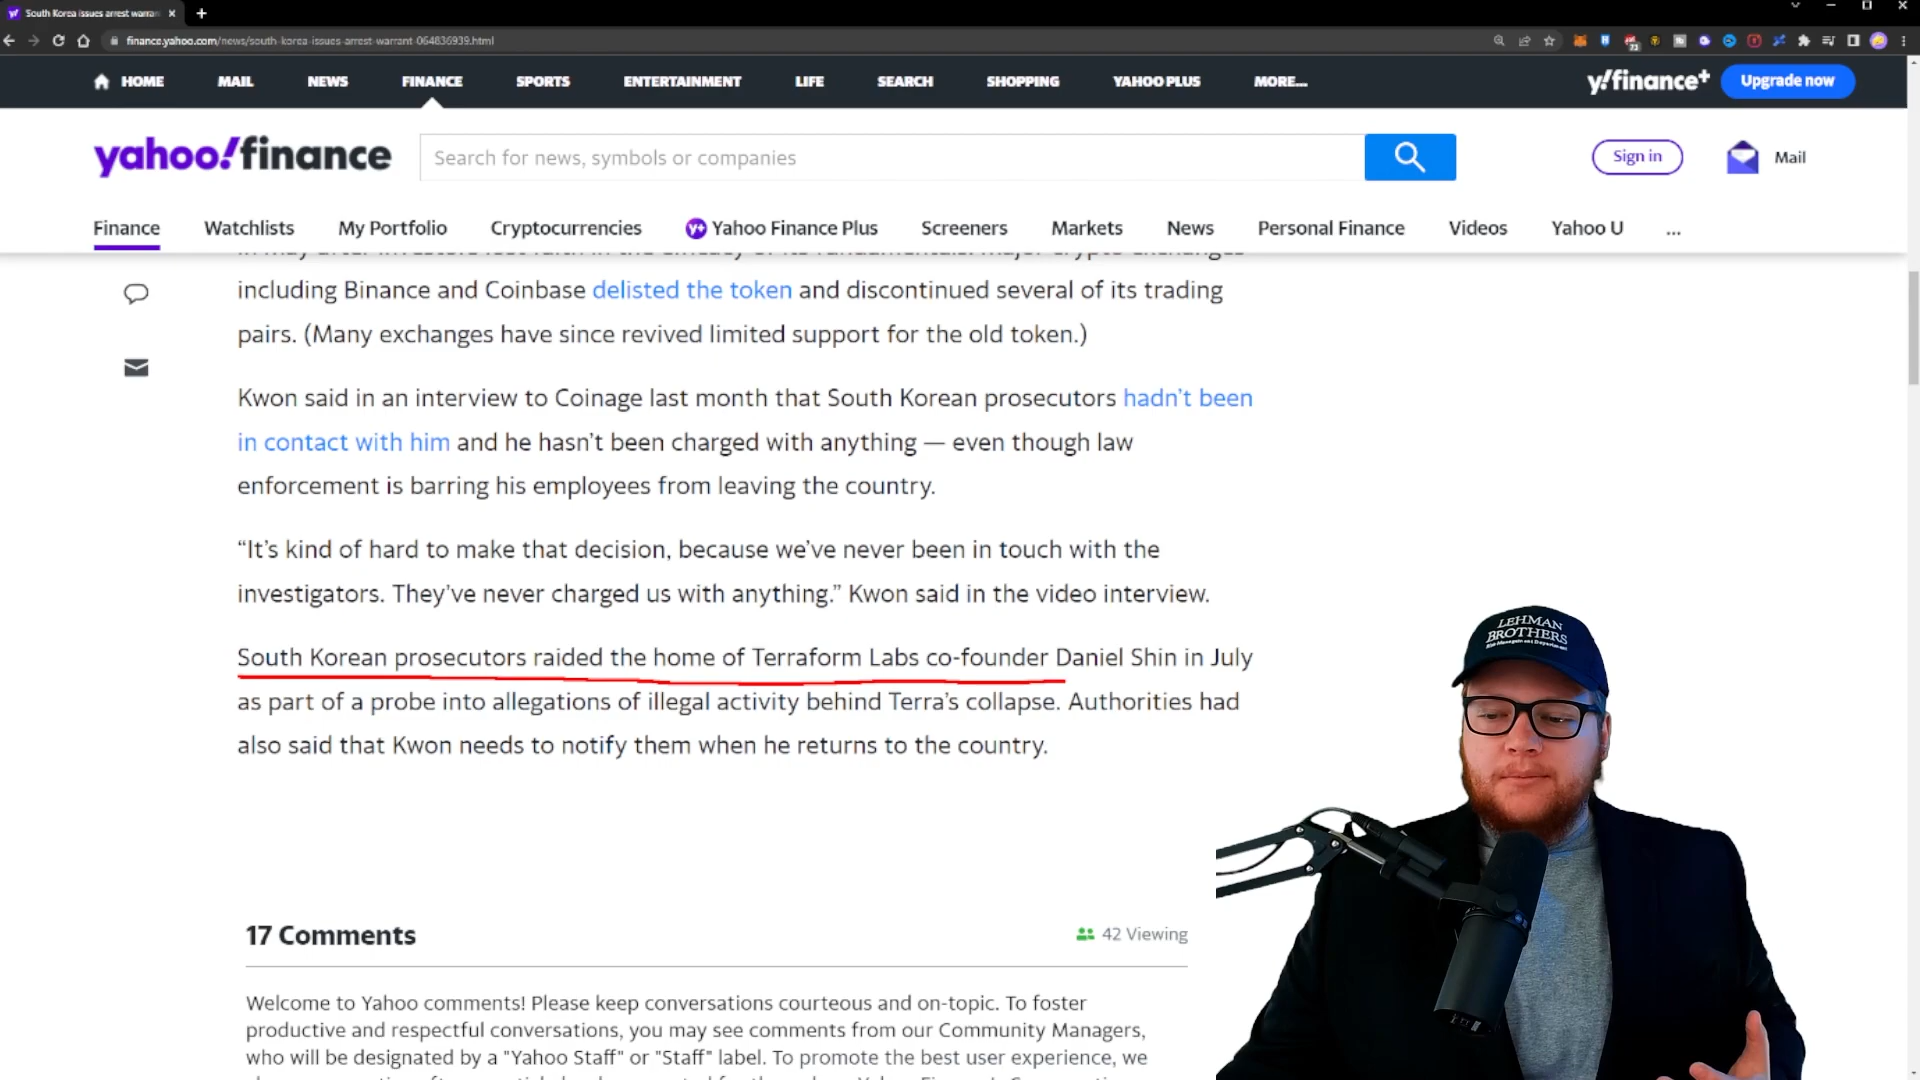 South Korea issues arrest warran
finance.yahoo.com/news/south-korea-issues-arrest-warrant-064836939.html
HOME MAIL NEWS FINANCE SPORTS ENTERTAINMENT LIFE SEARCH SHOPPING YAHOO PLUS MORE... y!finance+ Upgrade now
yahoo!finance Search for news, symbols or companies Sign in Mail
Finance Watchlists My Portfolio Cryptocurrencies y+ Yahoo Finance Plus Screeners Markets News Personal Finance Videos Yahoo U ...
including Binance and Coinbase delisted the token and discontinued several of its trading
pairs. (Many exchanges have since revived limited support for the old token.)
Kwon said in an interview to Coinage last month that South Korean prosecutors hadn't been
in contact with him and he hasn't been charged with anything — even though law
enforcement is barring his employees from leaving the country.
“It's kind of hard to make that decision, because we've never been in touch with the
investigators. They've never charged us with anything.” Kwon said in the video interview.
South Korean prosecutors raided the home of Terraform Labs co-founder Daniel Shin in July
as part of a probe into allegations of illegal activity behind Terra's collapse. Authorities had
also said that Kwon needs to notify them when he returns to the country.
LEHMAN
BROTHERS
Risk Management Department
17 Comments 42 Viewing
Welcome to Yahoo comments! Please keep conversations courteous and on-topic. To foster
productive and respectful conversations, you may see comments from our Community Managers,
who will be designated by a "Yahoo Staff" or "Staff" label. To promote the best user experience, we